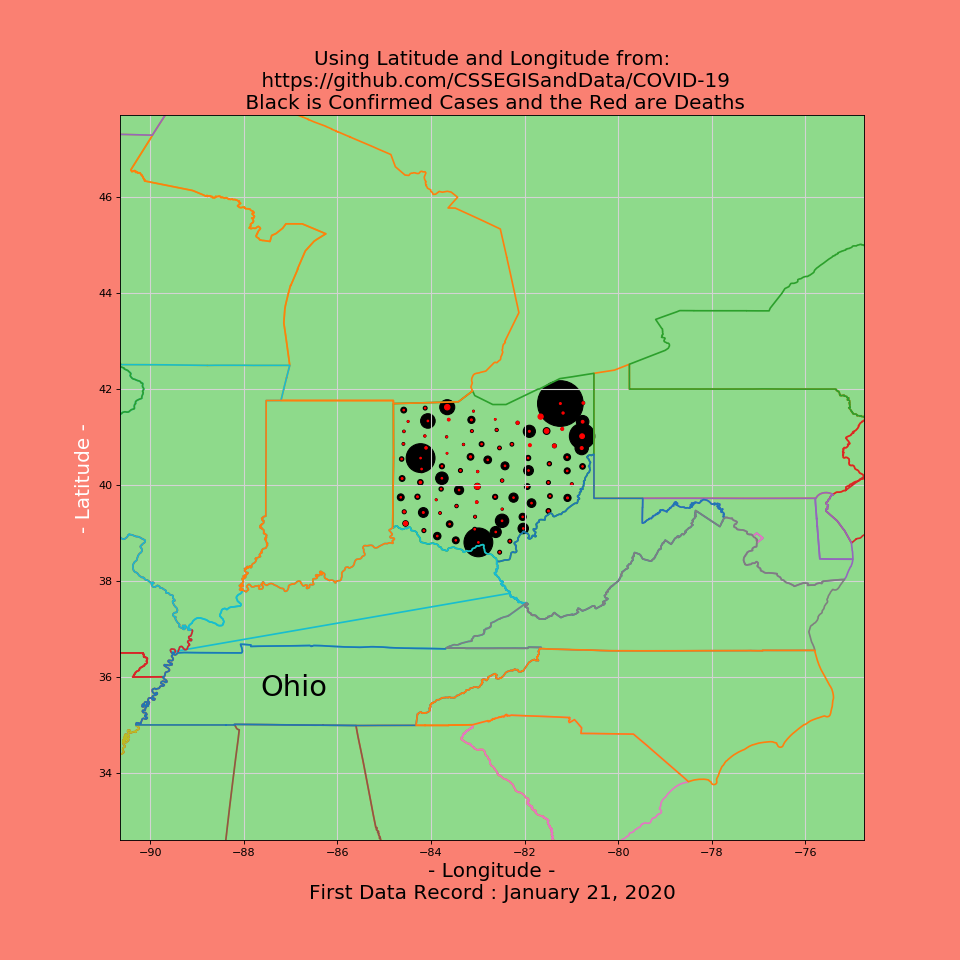 Using Latitude and Longitude from:
https://github.com/CSSEGISandData/COVID-19
Black is Confirmed Cases and the Red are Deaths
46
44
42
40
38
36
34
- Latitude -
Ohio
−90 −88 −86 −84 −82 −80 −78 −76
- Longitude -
First Data Record : January 21, 2020